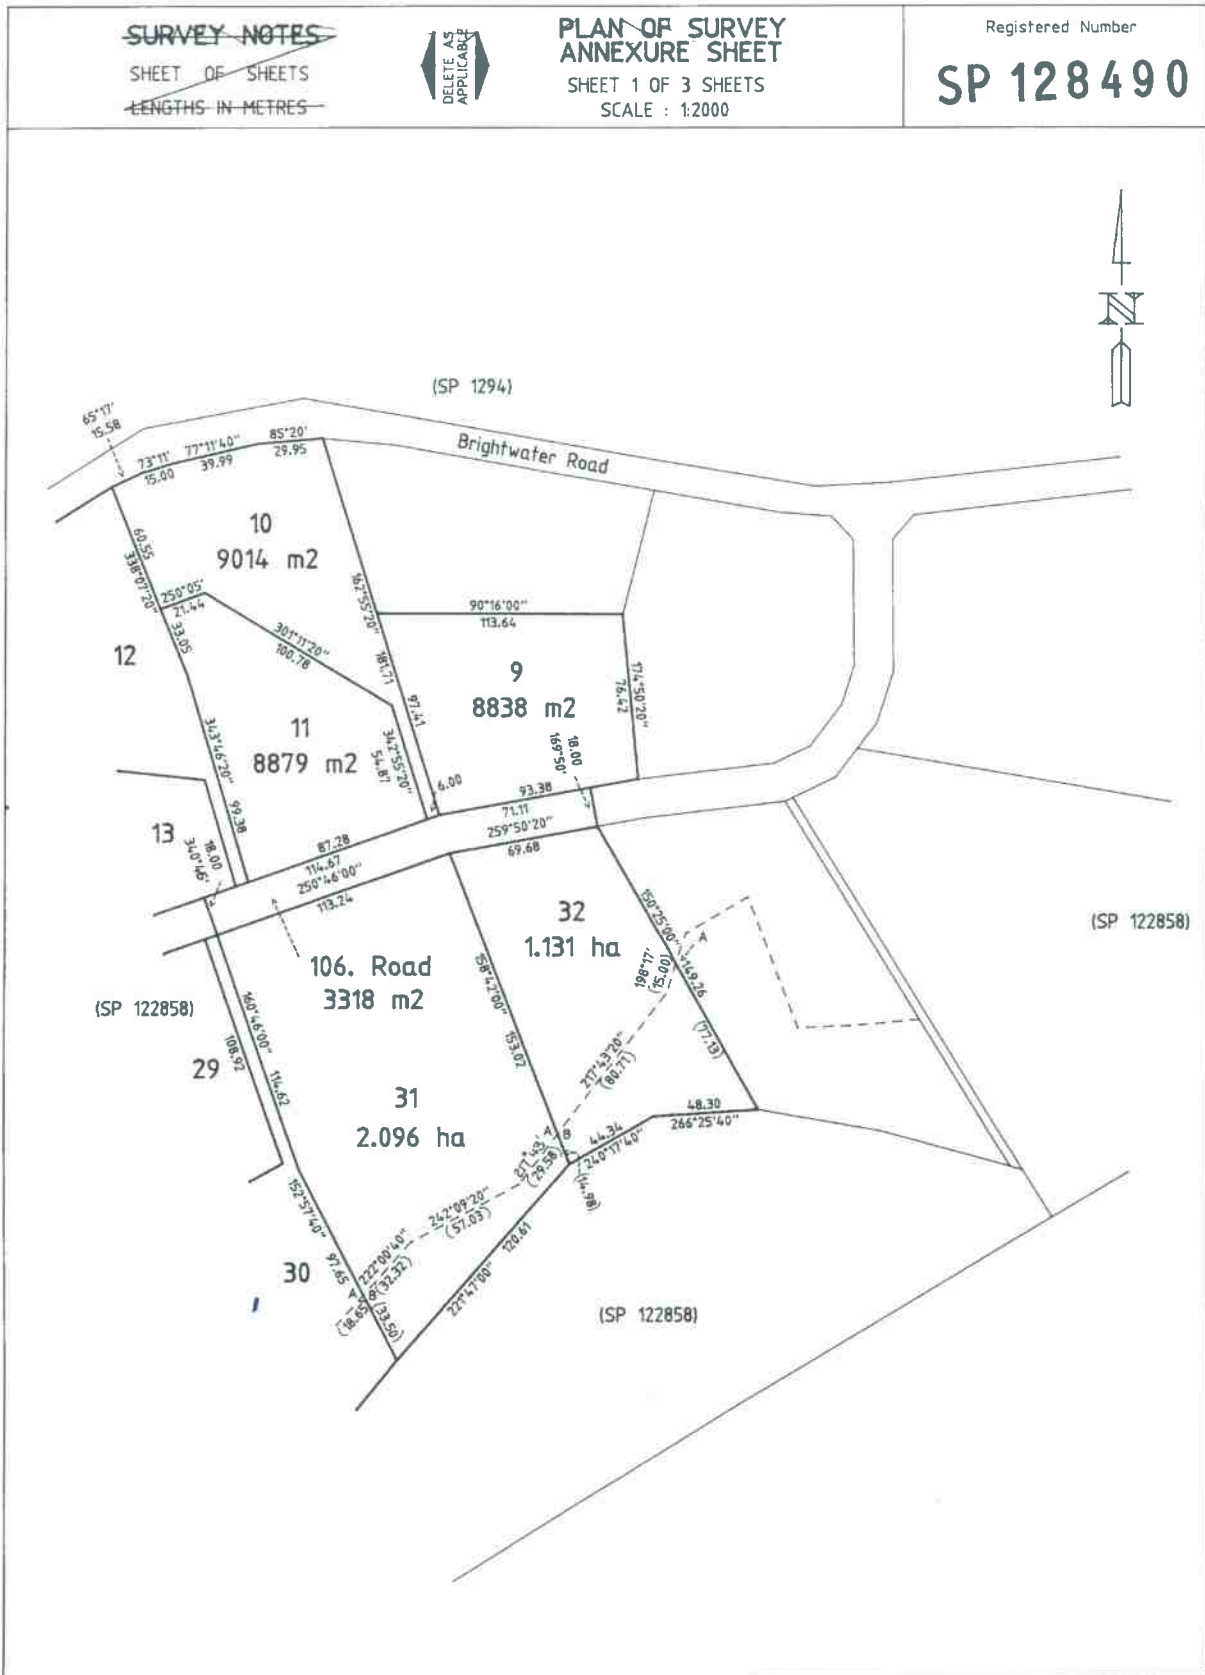 SURVEY NOTES
SHEET OF SHEETS
LENGTHS IN METRES
DELETE AS
APPLICABLE
PLAN OF SURVEY
ANNEXURE SHEET
SHEET 1 OF 3 SHEETS
SCALE : 1:2000
Registered Number
SP 128490
N
(SP 1294)
Brightwater Road
65°17'
15.58
73°11'
15.00
77°11'40"
39.99
85°20'
29.95
10
9014 m2
60.55
338°07'20"
250°05'
21.44
33.05
301°11'20"
100.78
162°55'20"
181.71
97.41
90°16'00"
113.64
12
9
8838 m2
174°50'20"
76.42
11
8879 m2
343°46'20"
99.38
342°55'20"
54.87
6.00
18.00
169°50'
93.38
71.11
259°50'20"
69.68
13
18.00
340°46'
87.28
114.67
250°46'00"
113.24
32
1.131 ha
150°25'00"
149.26
(77.13)
A
198°17'
(15.00)
(SP 122858)
106. Road
3318 m2
(SP 122858)
160°46'00"
114.62
108.92
29
158°42'00"
153.02
217°43'20"
(80.71)
31
2.096 ha
48.30
266°25'40"
44.34
240°17'40"
A B
217°43'
(29.58)
(14.98)
242°09'20"
(57.03)
222°00'40"
(32.32)
152°57'40"
97.65
30
A B
(18.65)
(33.50)
120.61
221°47'00"
(SP 122858)